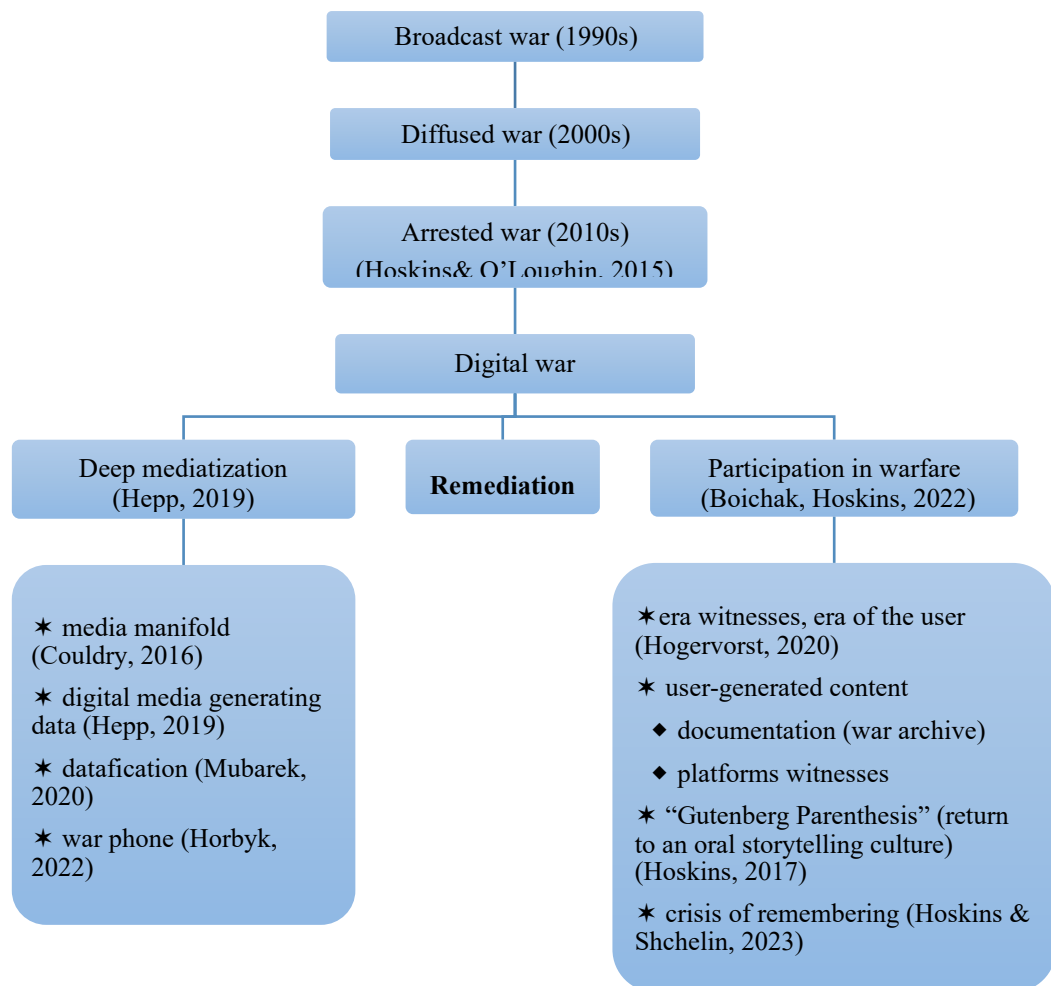 Broadcast war (1990s)
Diffused war (2000s)
Arrested war (2010s)
(Hoskins& O’Loughin, 2015)
Digital war
Deep mediatization
(Hepp, 2019)
Remediation
Participation in warfare
(Boichak, Hoskins, 2022)
✶ media manifold
(Couldry, 2016)
✶ digital media generating
data (Hepp, 2019)
✶ datafication (Mubarek,
2020)
✶ war phone (Horbyk,
2022)
✶era witnesses, era of the user
(Hogervorst, 2020)
✶ user-generated content
◆ documentation (war archive)
◆ platforms witnesses
✶ “Gutenberg Parenthesis” (return
to an oral storytelling culture)
(Hoskins, 2017)
✶ crisis of remembering (Hoskins &
Shchelin, 2023)